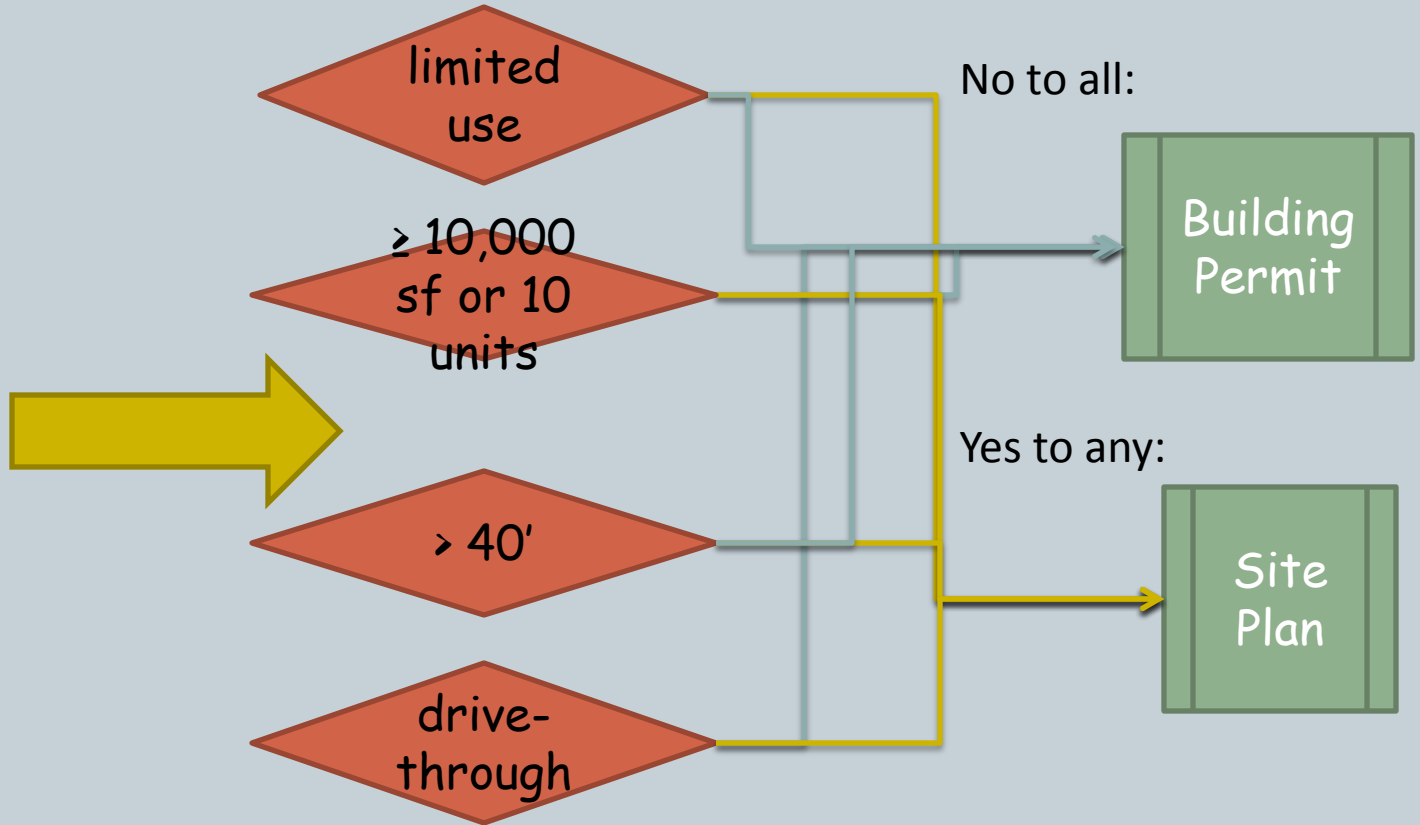 limited
use
≥ 10,000
sf or 10
units
> 40'
drive-
through
No to all:
Building
Permit
Yes to any:
Site
Plan